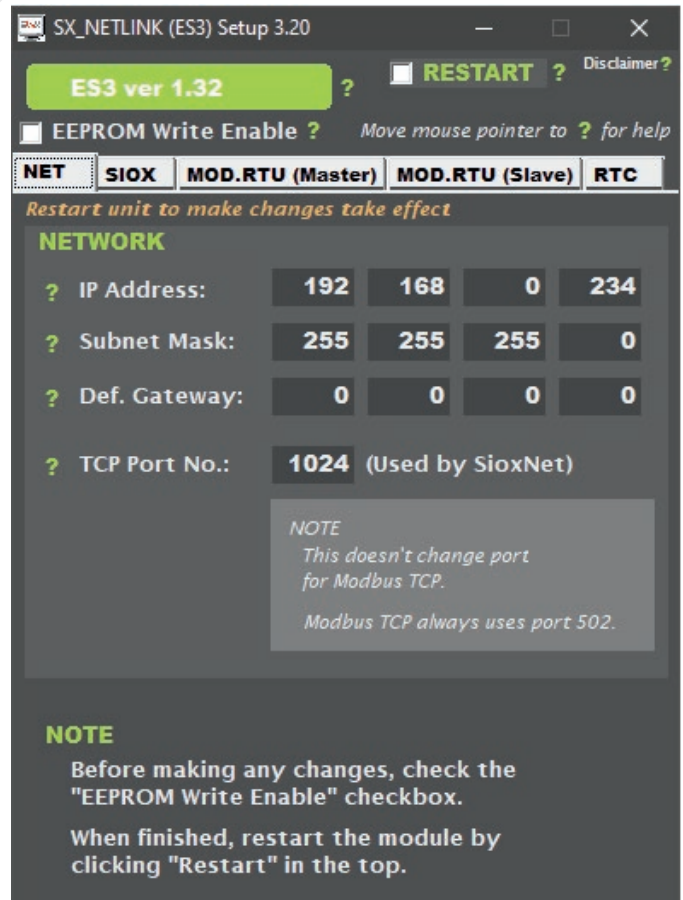 SX_NETLINK (ES3) Setup 3.20
ES3 ver 1.32 ? RESTART ? Disclaimer ?
EEPROM Write Enable ? Move mouse pointer to ? for help
NET SIOX MOD.RTU (Master) MOD.RTU (Slave) RTC
Restart unit to make changes take effect
NETWORK
? IP Address: 192 168 0 234
? Subnet Mask: 255 255 255 0
? Def. Gateway: 0 0 0 0
? TCP Port No.: 1024 (Used by SioxNet)
NOTE
This doesn't change port
for Modbus TCP.
Modbus TCP always uses port 502.
NOTE
Before making any changes, check the
"EEPROM Write Enable" checkbox.
When finished, restart the module by
clicking "Restart" in the top.